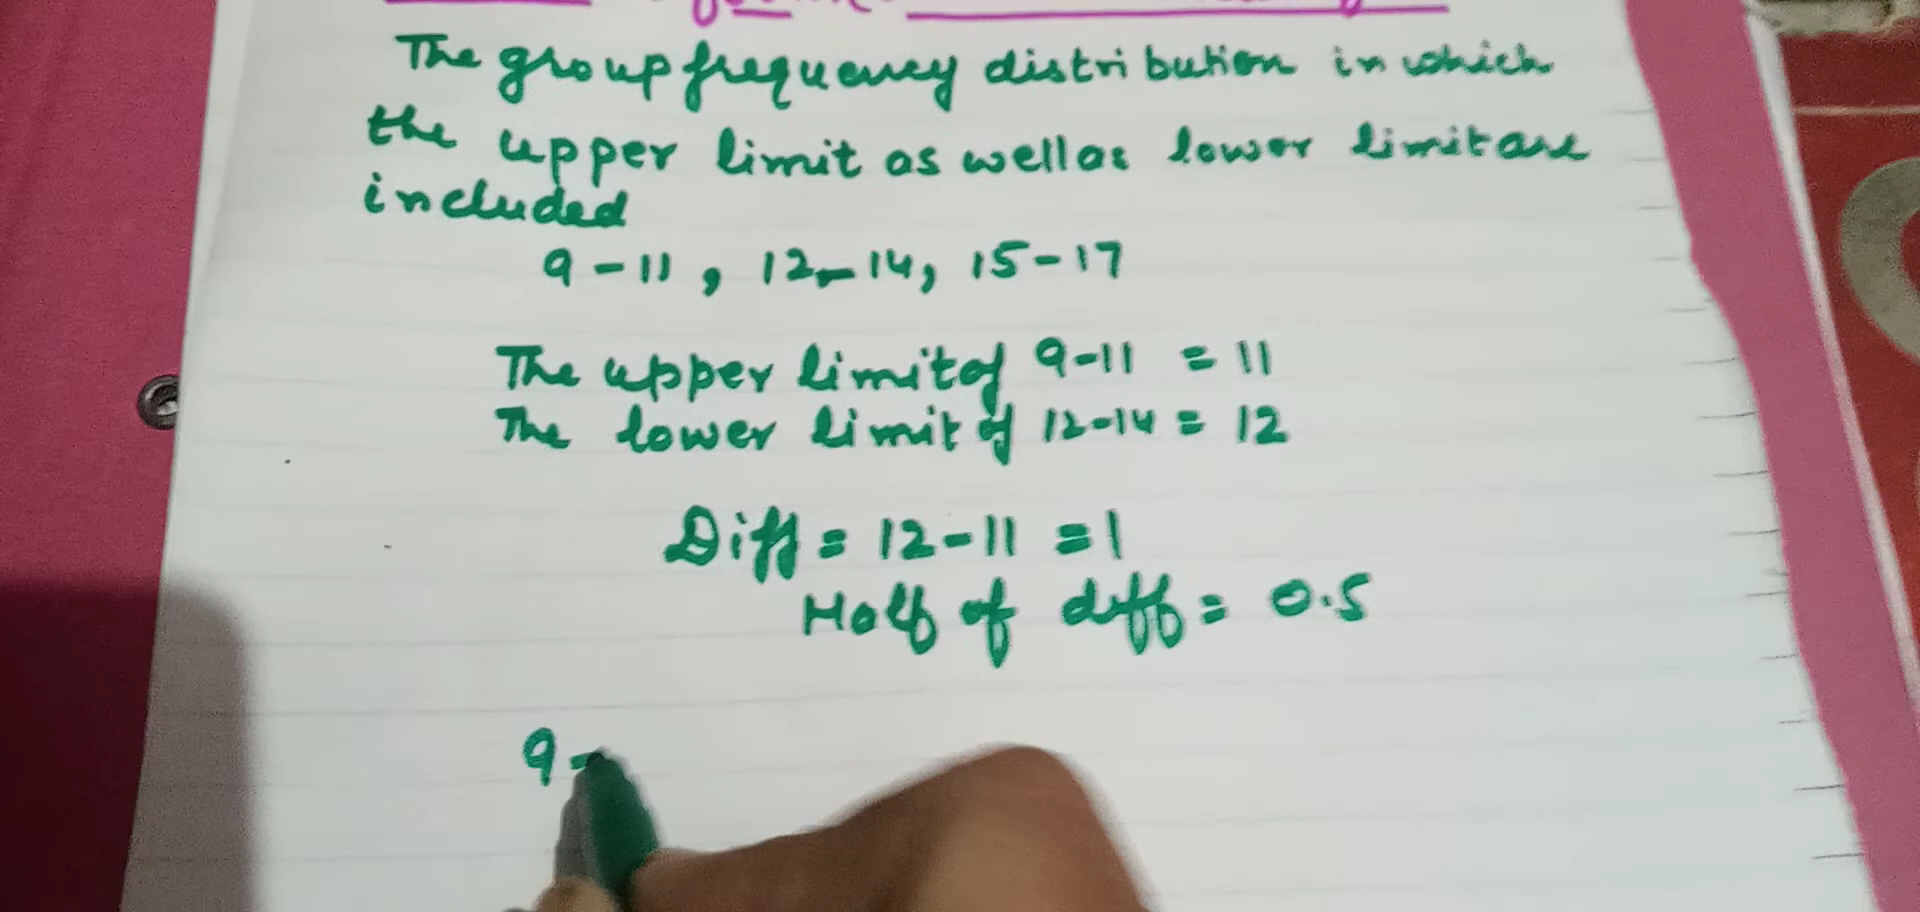 The group frequency distribution in which
the upper limit as well as lower limit are
included
9-11, 12-14, 15-17
The upper limit of 9-11 = 11
The lower limit of 12-14 = 12
Diff = 12-11 = 1
Half of diff = 0.5
9-